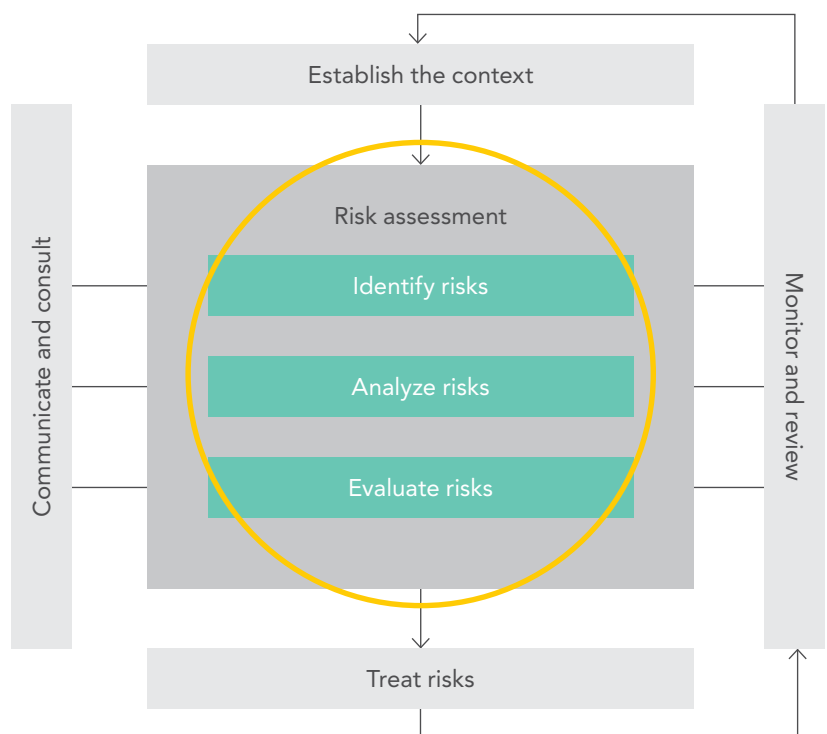 Establish the context
Communicate and consult
Risk assessment
Identify risks
Analyze risks
Evaluate risks
Monitor and review
Treat risks